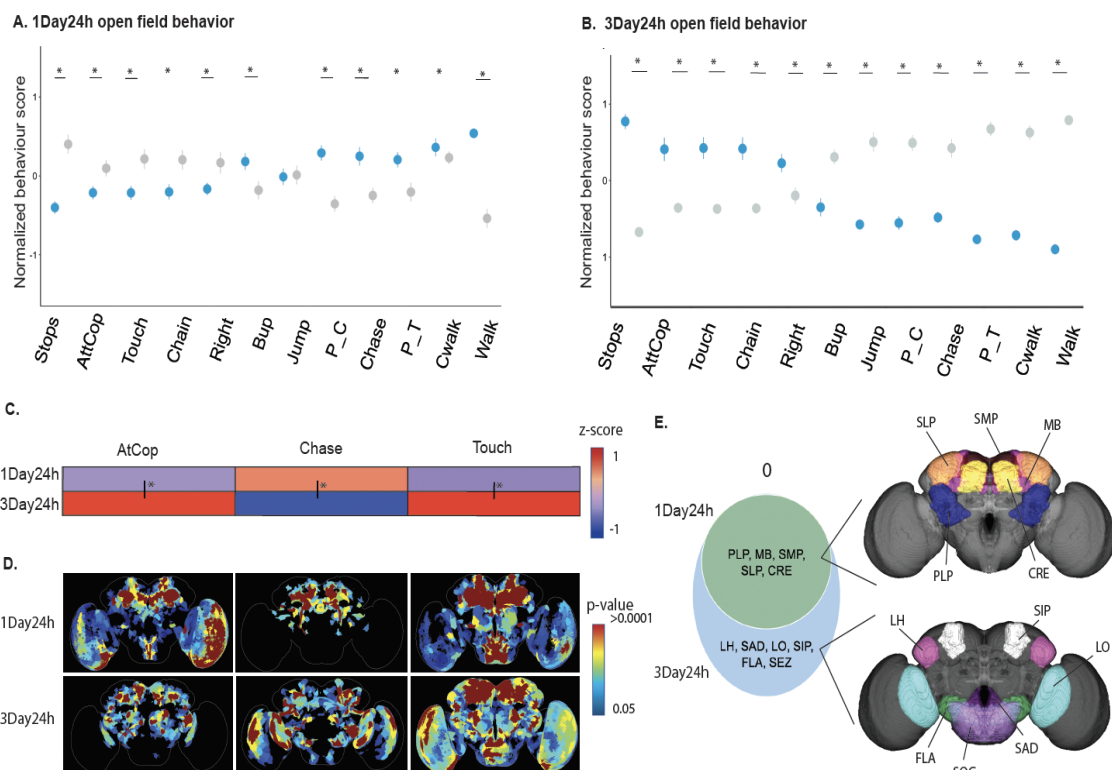 A. 1Day24h open field behavior
Normalized behaviour score
* * * * * * * * * * *
1
0
-1
Stops AttCop Touch Chain Right Bup Jump P_C Chase P_T Cwalk Walk
B. 3Day24h open field behavior
Normalized behaviour score
* * * * * * * * * * * *
1
0
1
Stops AttCop Touch Chain Right Bup Jump P_C Chase P_T Cwalk Walk
C.
AtCop Chase Touch
1Day24h
3Day24h
* * *
z-score
1
-1
D.
1Day24h
3Day24h
p-value
>0.0001
0.05
E.
0
1Day24h
PLP, MB, SMP,
SLP, CRE
LH, SAD, LO, SIP,
FLA, SEZ
3Day24h
SLP SMP MB
PLP CRE
LH SIP
LO
FLA SAD